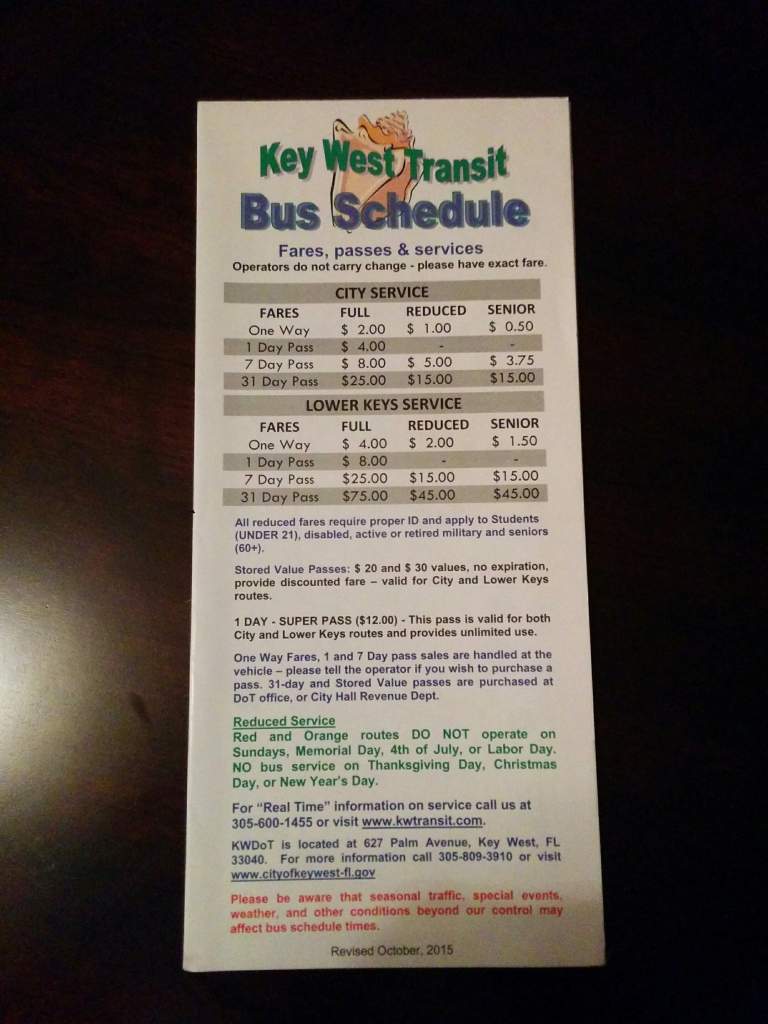 Key West Transit
Bus Schedule
Fares, passes & services
Operators do not carry change - please have exact fare.
CITY SERVICE
FARES FULL REDUCED SENIOR
One Way $ 2.00 $ 1.00 $ 0.50
1 Day Pass $ 4.00 - -
7 Day Pass $ 8.00 $ 5.00 $ 3.75
31 Day Pass $25.00 $15.00 $15.00
LOWER KEYS SERVICE
FARES FULL REDUCED SENIOR
One Way $ 4.00 $ 2.00 $ 1.50
1 Day Pass $ 8.00 - -
7 Day Pass $25.00 $15.00 $15.00
31 Day Pass $75.00 $45.00 $45.00
All reduced fares require proper ID and apply to Students
(UNDER 21), disabled, active or retired military and seniors
(60+).
Stored Value Passes: $ 20 and $ 30 values, no expiration,
provide discounted fare – valid for City and Lower Keys
routes.
1 DAY - SUPER PASS ($12.00) - This pass is valid for both
City and Lower Keys routes and provides unlimited use.
One Way Fares, 1 and 7 Day pass sales are handled at the
vehicle – please tell the operator if you wish to purchase a
pass. 31-day and Stored Value passes are purchased at
DoT office, or City Hall Revenue Dept.
Reduced Service
Red and Orange routes DO NOT operate on
Sundays, Memorial Day, 4th of July, or Labor Day.
NO bus service on Thanksgiving Day, Christmas
Day, or New Year's Day.
For "Real Time" information on service call us at
305-600-1455 or visit www.kwtransit.com.
KWDoT is located at 627 Palm Avenue, Key West, FL
33040. For more information call 305-809-3910 or visit
www.cityofkeywest-fl.gov
Please be aware that seasonal traffic, special events,
weather, and other conditions beyond our control may
affect bus schedule times.
Revised October, 2015